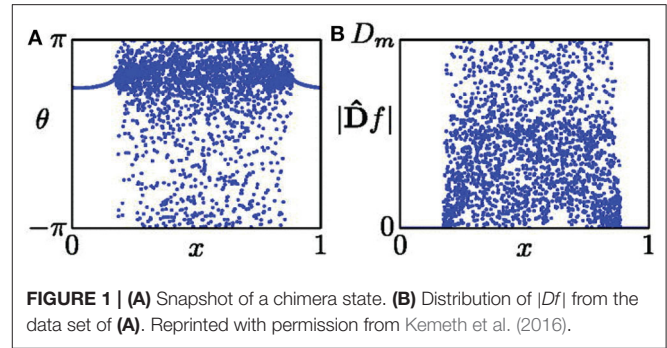 A π
θ
−π
0 x 1
B D_m
|D̂f|
0
0 x 1
FIGURE 1 | (A) Snapshot of a chimera state. (B) Distribution of |Df| from the
data set of (A). Reprinted with permission from Kemeth et al. (2016).